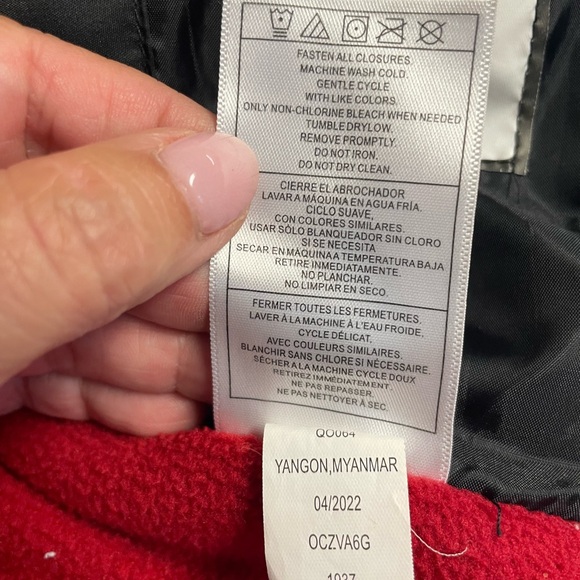 FASTEN ALL CLOSURES.
MACHINE WASH COLD.
GENTLE CYCLE
WITH LIKE COLORS.
ONLY NON-CHLORINE BLEACH WHEN NEEDED
TUMBLE DRYLOW.
REMOVE PROMPTLY.
DO NOT IRON.
DO NOT DRY CLEAN.
CIERRE EL ABROCHADOR
LAVAR A MÁQUINA EN AGUA FRÍA.
CICLO SUAVE,
CON COLORES SIMILARES.
USAR SÓLO BLANQUEADOR SIN CLORO
SI SE NECESITA
SECAR EN MÁQUINA A TEMPERATURA BAJA
RETIRE INMEDIATAMENTE.
NO PLANCHAR.
NO LIMPIAR EN SECO.
FERMER TOUTES LES FERMETURES.
LAVER À LA MACHINE À L'EAU FROIDE.
CYCLE DÉLICAT.
AVEC COULEURS SIMILAIRES.
BLANCHIR SANS CHLORE SI NÉCESSAIRE.
SÉCHER À LA MACHINE CYCLE DOUX
RETIREZ IMMÉDIATEMENT.
NE PAS REPASSER.
NE PAS NETTOYER À SEC.
QO064
YANGON,MYANMAR
04/2022
OCZVA6G
1937